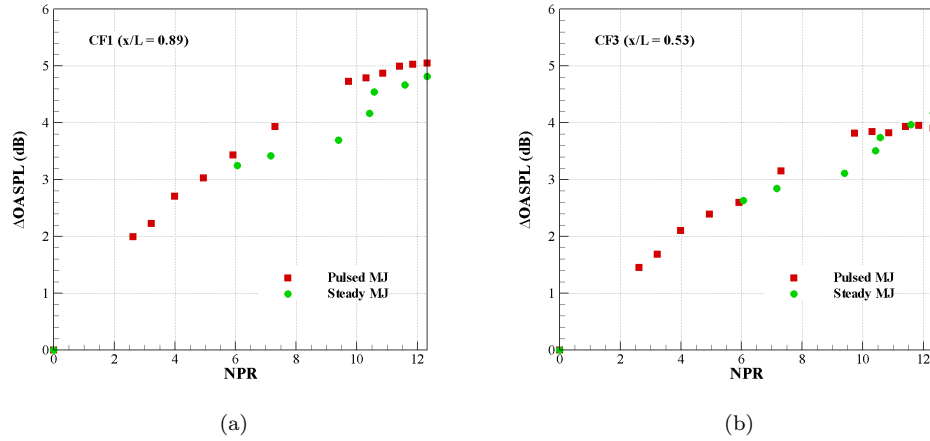 6
5
4
3
2
1
0
0 2 4 6 8 10 12
NPR
ΔOASPL (dB)
CF1 (x/L = 0.89)
Pulsed MJ
Steady MJ
(a)
6
5
4
3
2
1
0
0 2 4 6 8 10 12
NPR
ΔOASPL (dB)
CF3 (x/L = 0.53)
Pulsed MJ
Steady MJ
(b)